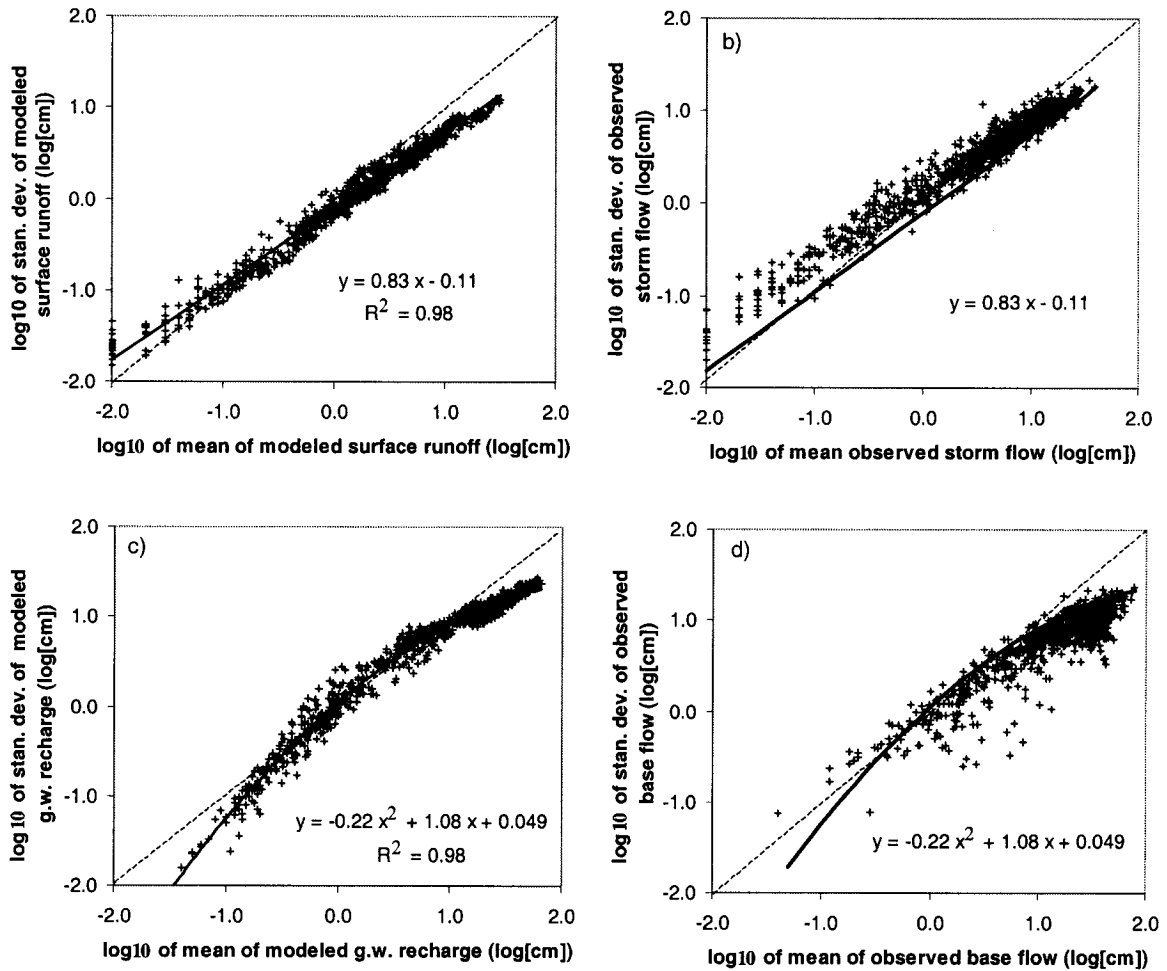 2.0
1.0
0.0
-1.0
-2.0
-2.0 -1.0 0.0 1.0 2.0
log10 of stan. dev. of modeled
surface runoff (log[cm])
y = 0.83 x - 0.11
R2 = 0.98
log10 of mean of modeled surface runoff (log[cm])
b)
2.0
1.0
0.0
-1.0
-2.0
-2.0 -1.0 0.0 1.0 2.0
log10 of stan. dev. of observed
storm flow (log[cm])
y = 0.83 x - 0.11
log10 of mean observed storm flow (log[cm])
c)
2.0
1.0
0.0
-1.0
-2.0
-2.0 -1.0 0.0 1.0 2.0
log10 of stan. dev. of modeled
g.w. recharge (log[cm])
y = -0.22 x2 + 1.08 x + 0.049
R2 = 0.98
log10 of mean of modeled g.w. recharge (log[cm])
d)
2.0
1.0
0.0
-1.0
-2.0
-2.0 -1.0 0.0 1.0 2.0
log10 of stan. dev. of observed
base flow (log[cm])
y = -0.22 x2 + 1.08 x + 0.049
log10 of mean of observed base flow (log[cm])